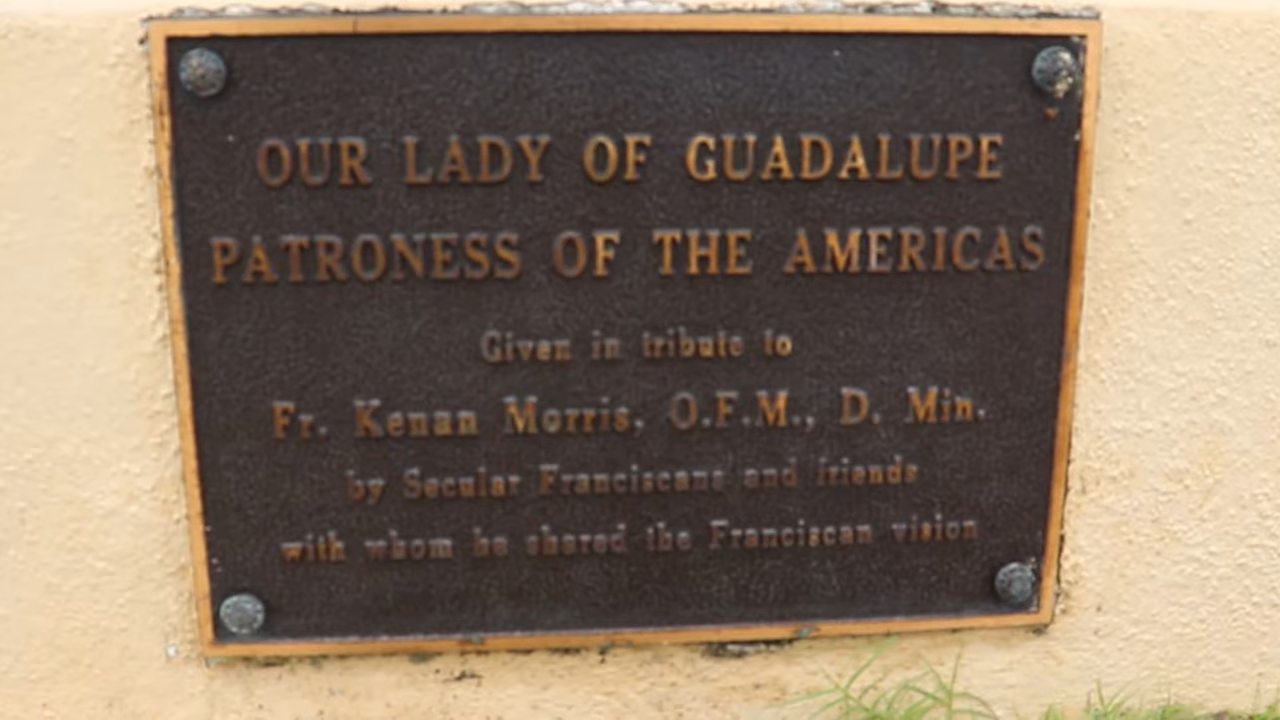 OUR LADY OF GUADALUPE
PATRONESS OF THE AMERICAS
Given in tribute to
Fr. Kenan Morris, O.F.M., D. Min.
by Secular Franciscans and friends
with whom he shared the Franciscan vision